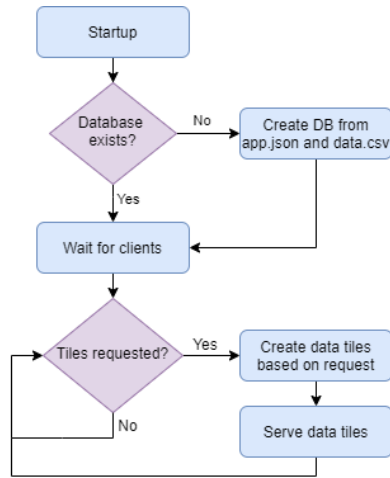 Startup
Database
exists?
No
Create DB from
app.json and data.csv
Yes
Wait for clients
Tiles requested?
Yes
Create data tiles
based on request
No
Serve data tiles